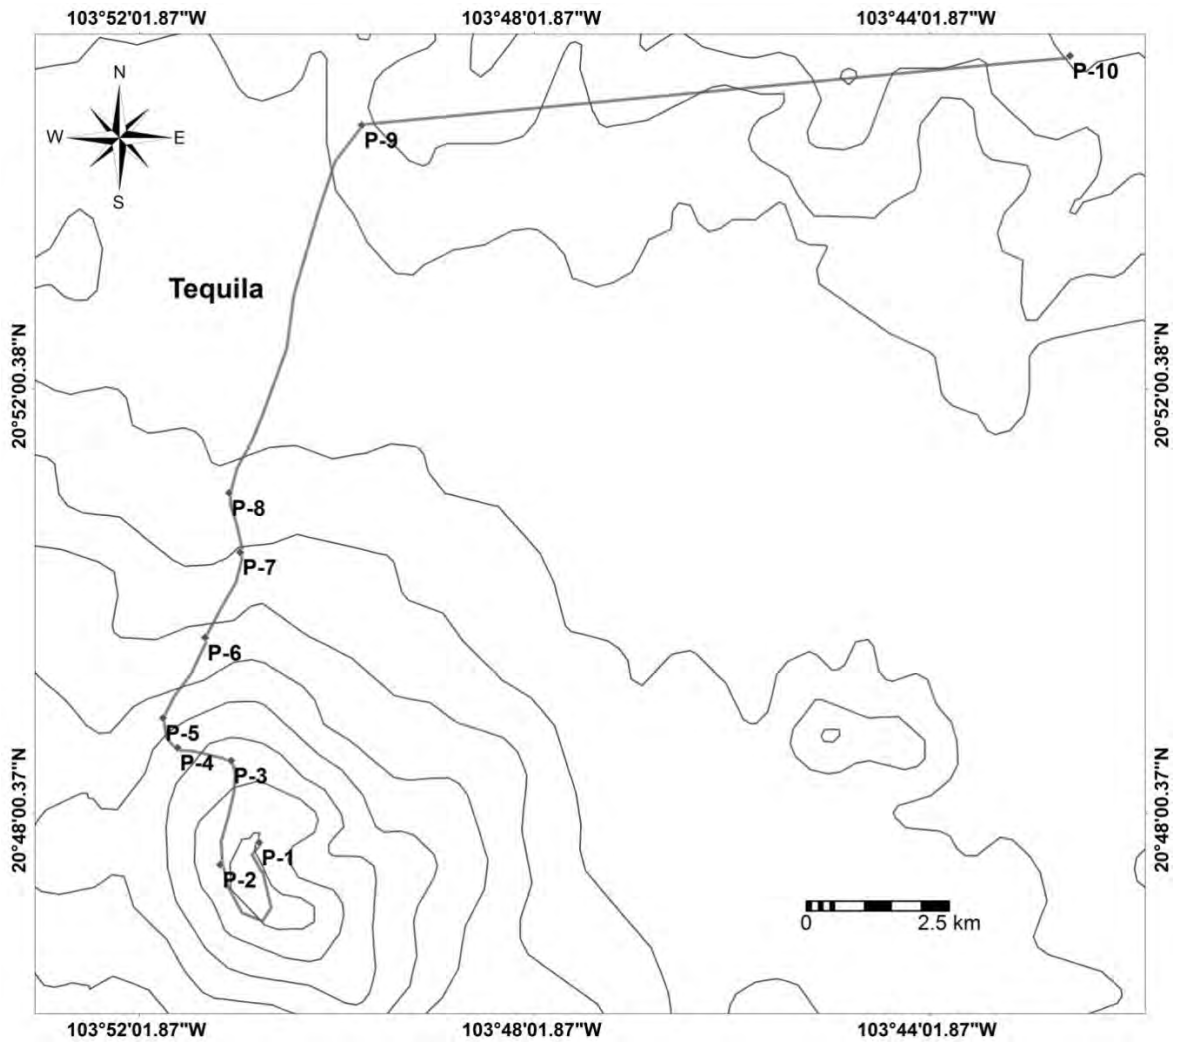 103°52'01.87"W 103°48'01.87"W 103°44'01.87"W
P-10
N
W E
S
P-9
Tequila
20°52'00.38"N 20°52'00.38"N
P-8
P-7
P-6
P-5
P-4
P-3
20°48'00.37"N 20°48'00.37"N
P-1
P-2
0 2.5 km
103°52'01.87"W 103°48'01.87"W 103°44'01.87"W